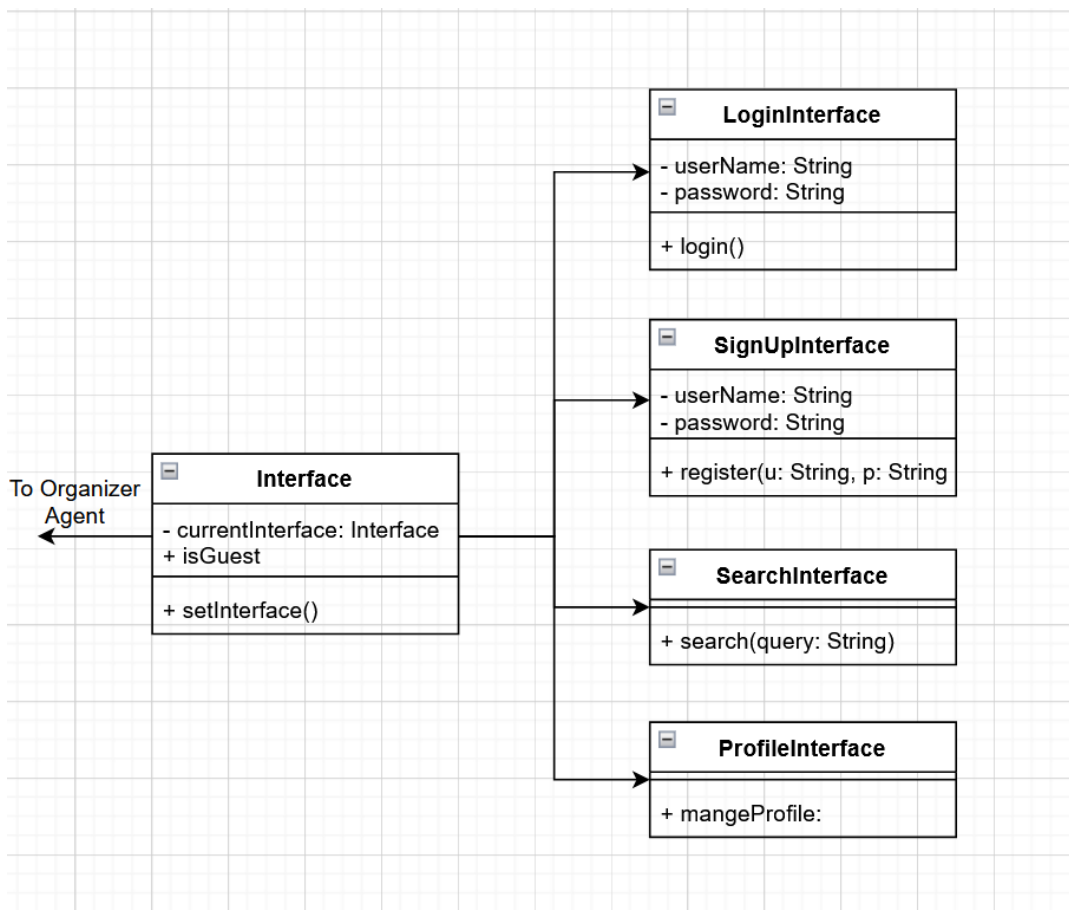 LoginInterface
- userName: String
- password: String
+ login()
SignUpInterface
- userName: String
- password: String
+ register(u: String, p: String
To Organizer
Agent
Interface
- currentInterface: Interface
+ isGuest
+ setInterface()
SearchInterface
+ search(query: String)
ProfileInterface
+ mangeProfile: